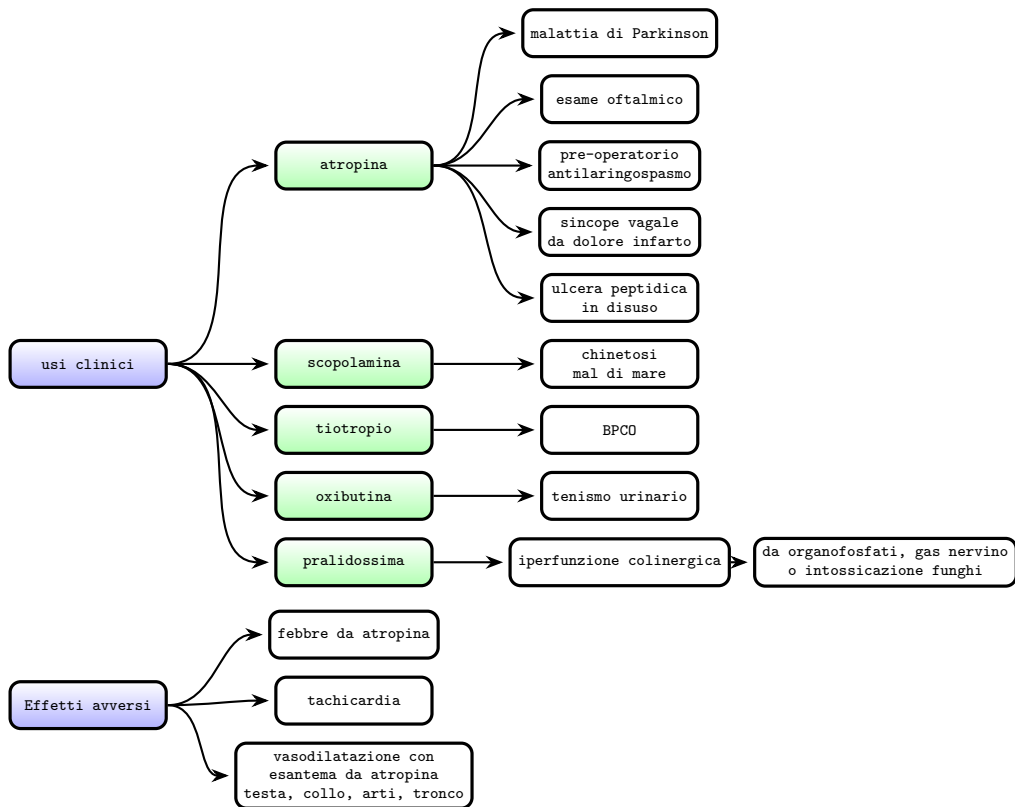 malattia di Parkinson
esame oftalmico
atropina
pre-operatorio
antilaringospasmo
sincope vagale
da dolore infarto
ulcera peptidica
in disuso
usi clinici
scopolamina
chinetosi
mal di mare
tiotropio
BPCO
oxibutina
tenismo urinario
pralidossima
iperfunzione colinergica
da organofosfati, gas nervino
o intossicazione funghi
febbre da atropina
Effetti avversi
tachicardia
vasodilatazione con
esantema da atropina
testa, collo, arti, tronco